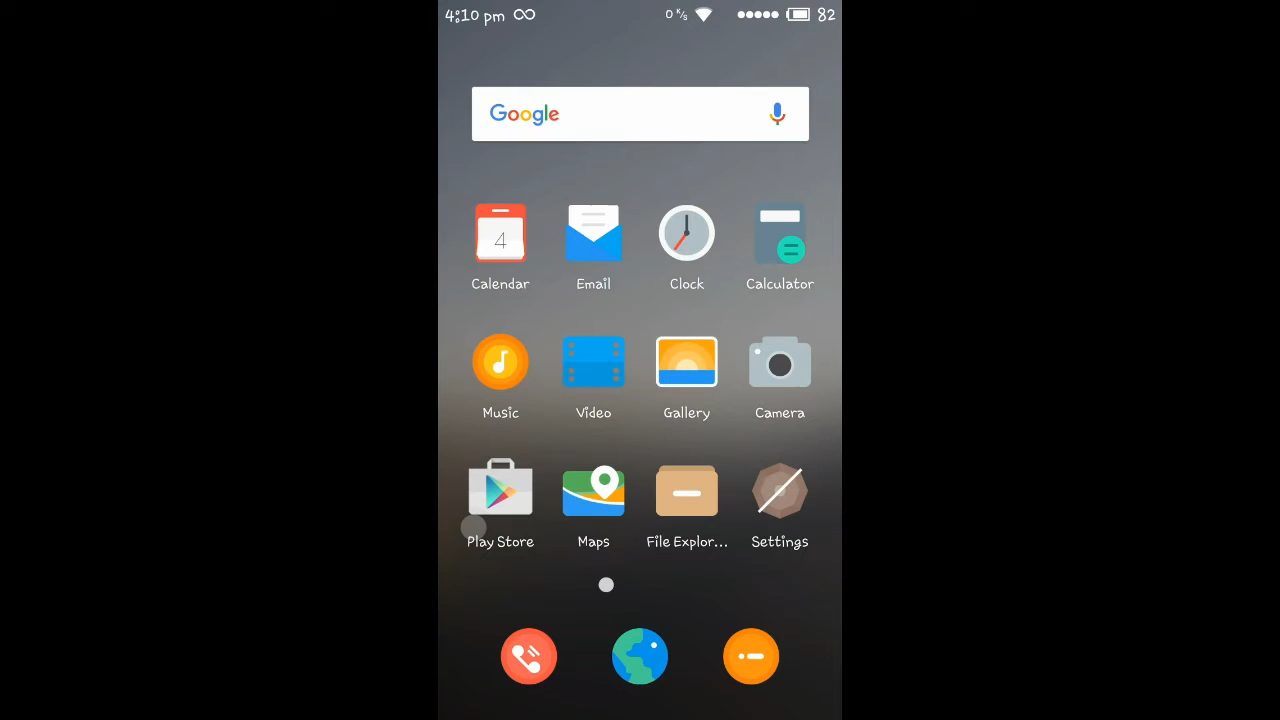 4:10 pm 0 K/s 82
Google
4
Calendar Email Clock Calculator
Music Video Gallery Camera
Play Store Maps File Explor... Settings